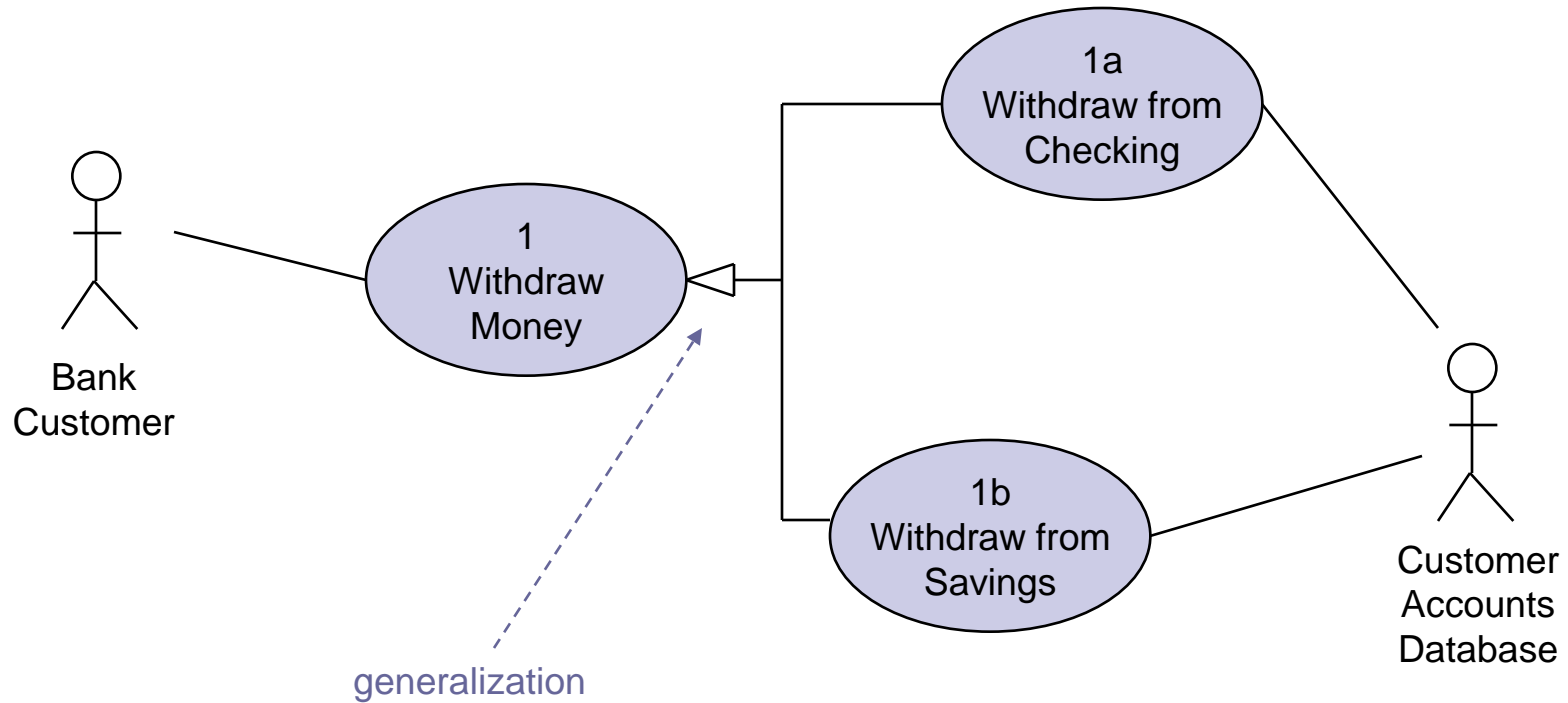 1a
Withdraw from
Checking
1
Withdraw
Money
Bank
Customer
1b
Withdraw from
Savings
Customer
Accounts
Database
generalization